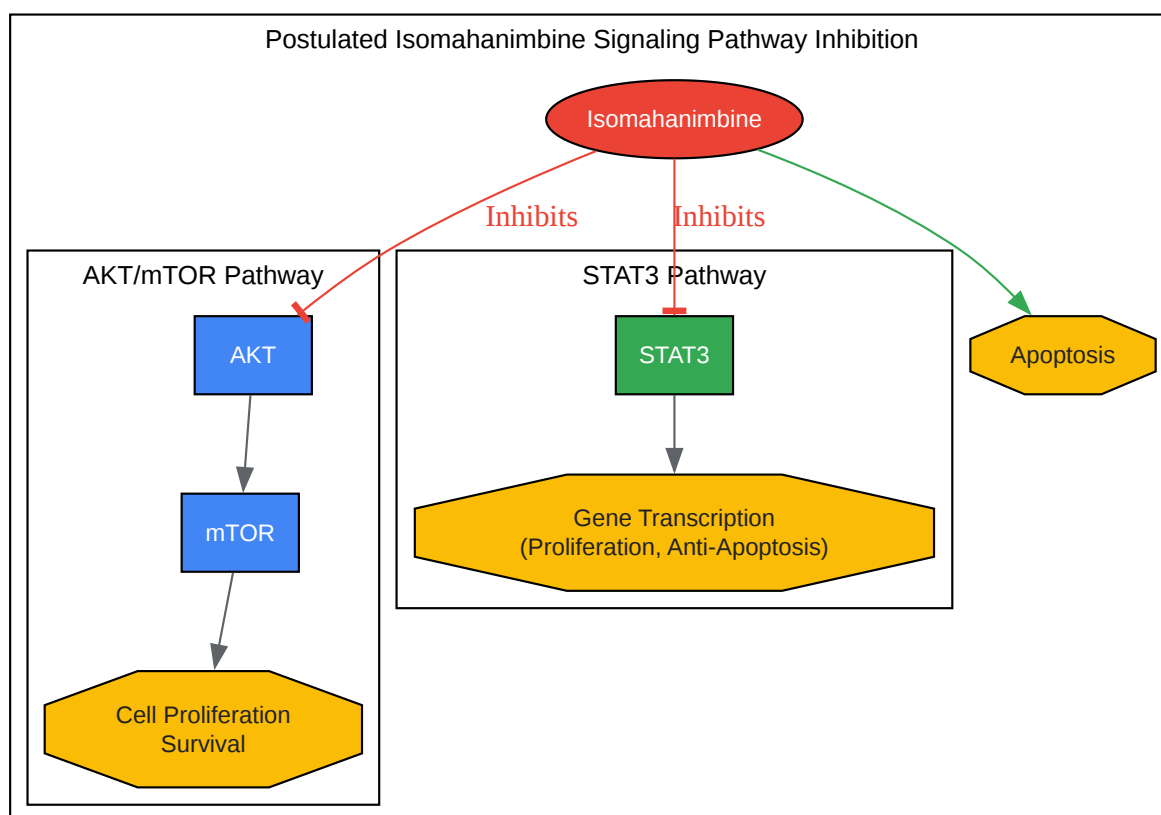 Postulated Isomahanimbine Signaling Pathway Inhibition
Isomahanimbine
Inhibits
Inhibits
AKT/mTOR Pathway
STAT3 Pathway
AKT
STAT3
Apoptosis
mTOR
Gene Transcription
(Proliferation, Anti-Apoptosis)
Cell Proliferation
Survival